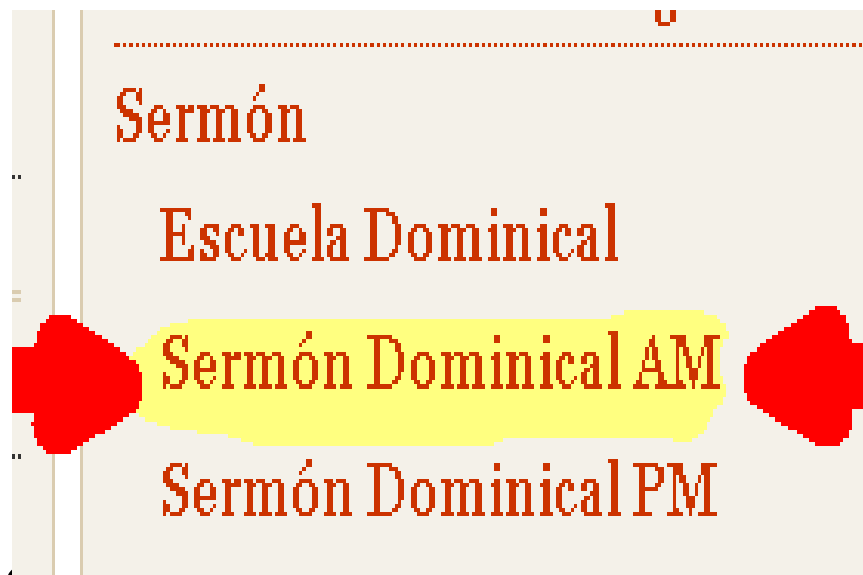 Sermón
Escuela Dominical
Sermón Dominical AM
Sermón Dominical PM